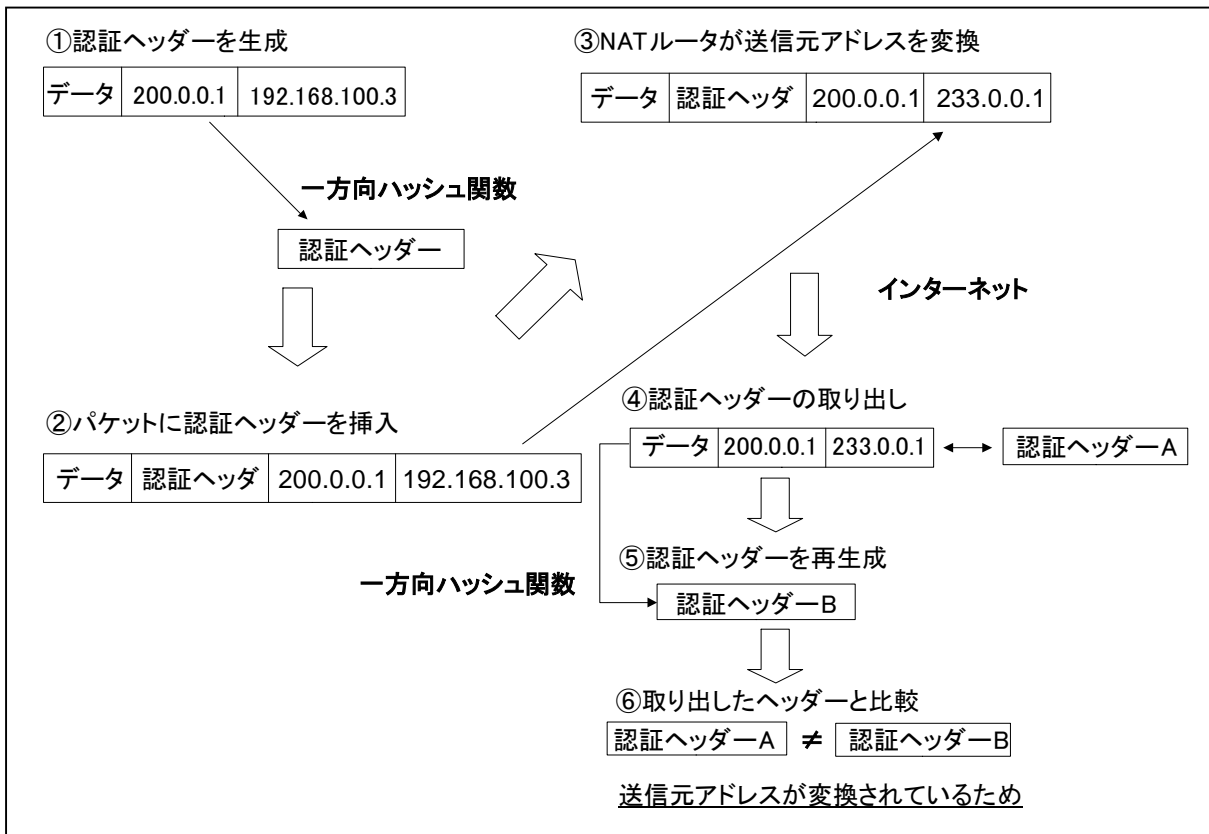 ①認証ヘッダーを生成
データ 200.0.0.1 192.168.100.3
一方向ハッシュ関数
認証ヘッダー
②パケットに認証ヘッダーを挿入
データ 認証ヘッダ 200.0.0.1 192.168.100.3
③NATルータが送信元アドレスを変換
データ 認証ヘッダ 200.0.0.1 233.0.0.1
インターネット
④認証ヘッダーの取り出し
データ 200.0.0.1 233.0.0.1 認証ヘッダーA
⑤認証ヘッダーを再生成
一方向ハッシュ関数
認証ヘッダーB
⑥取り出したヘッダーと比較
認証ヘッダーA ≠ 認証ヘッダーB
送信元アドレスが変換されているため